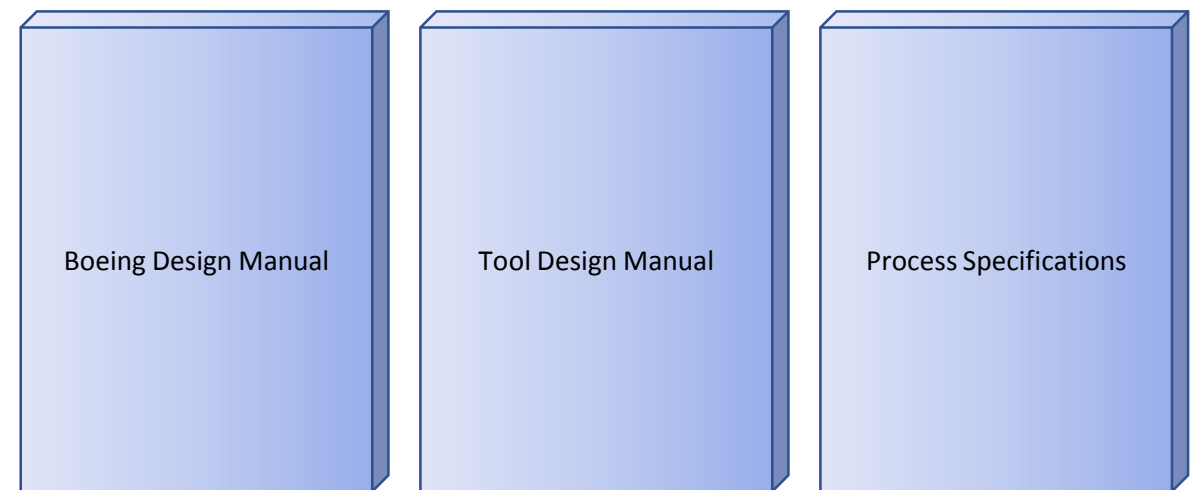 Boeing Design Manual
Tool Design Manual
Process Specifications